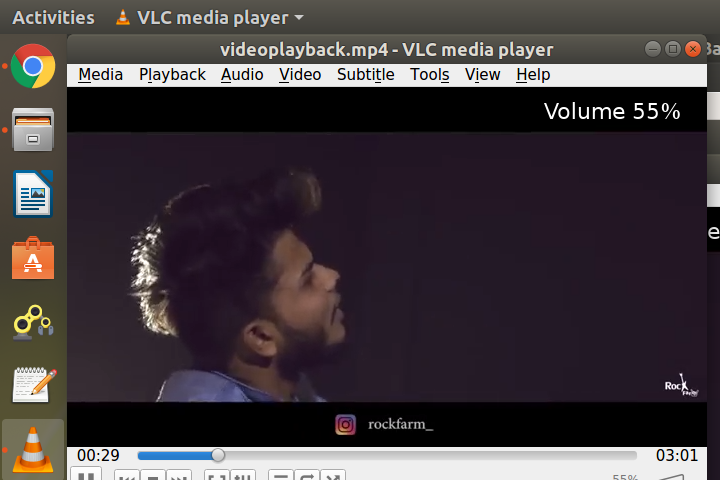 Activities VLC media player
videoplayback.mp4 - VLC media player
Media Playback Audio Video Subtitle Tools View Help
Volume 55%
Rock
rockfarm_
00:29 03:01
55%